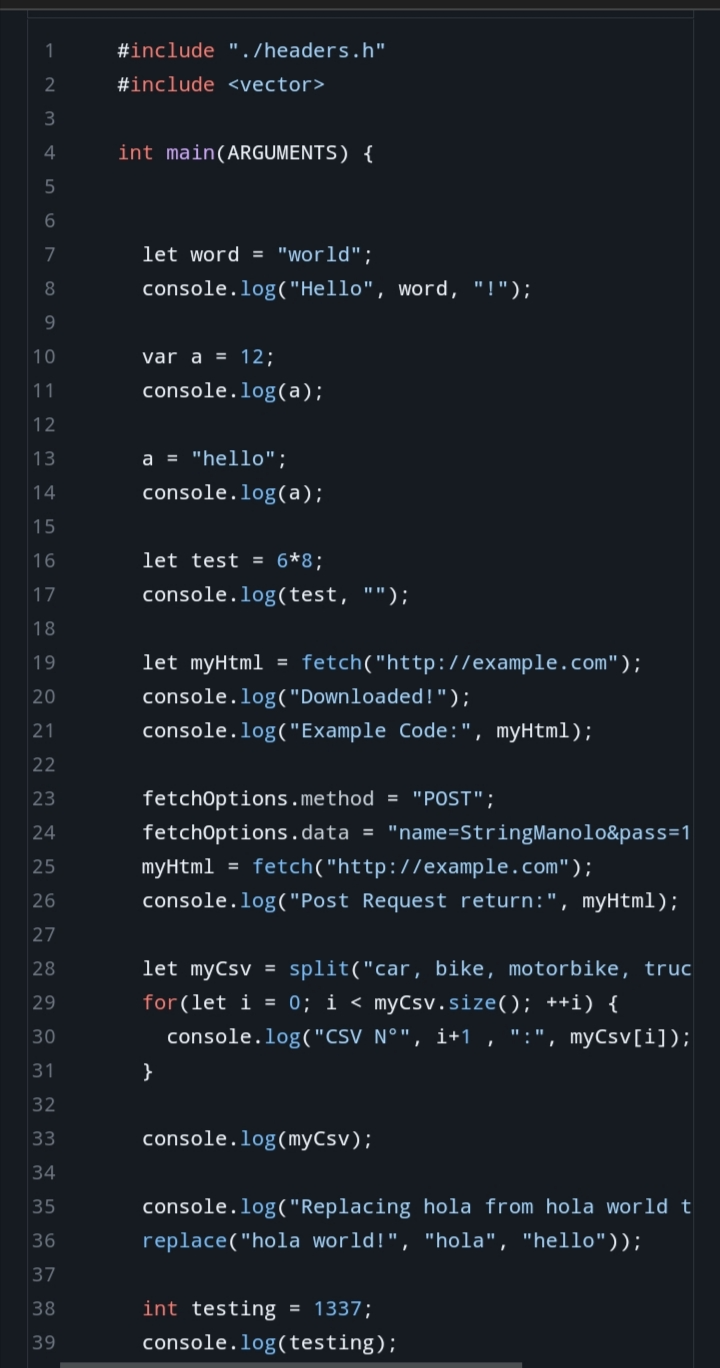 1 #include "./headers.h"
2 #include <vector>
3
4 int main(ARGUMENTS) {
5
6
7 let word = "world";
8 console.log("Hello", word, "!");
9
10 var a = 12;
11 console.log(a);
12
13 a = "hello";
14 console.log(a);
15
16 let test = 6*8;
17 console.log(test, "");
18
19 let myHtml = fetch("http://example.com");
20 console.log("Downloaded!");
21 console.log("Example Code:", myHtml);
22
23 fetchOptions.method = "POST";
24 fetchOptions.data = "name=StringManolo&pass=1
25 myHtml = fetch("http://example.com");
26 console.log("Post Request return:", myHtml);
27
28 let myCsv = split("car, bike, motorbike, truc
29 for(let i = 0; i < myCsv.size(); ++i) {
30 console.log("CSV N°", i+1 , ":", myCsv[i]);
31 }
32
33 console.log(myCsv);
34
35 console.log("Replacing hola from hola world t
36 replace("hola world!", "hola", "hello"));
37
38 int testing = 1337;
39 console.log(testing);